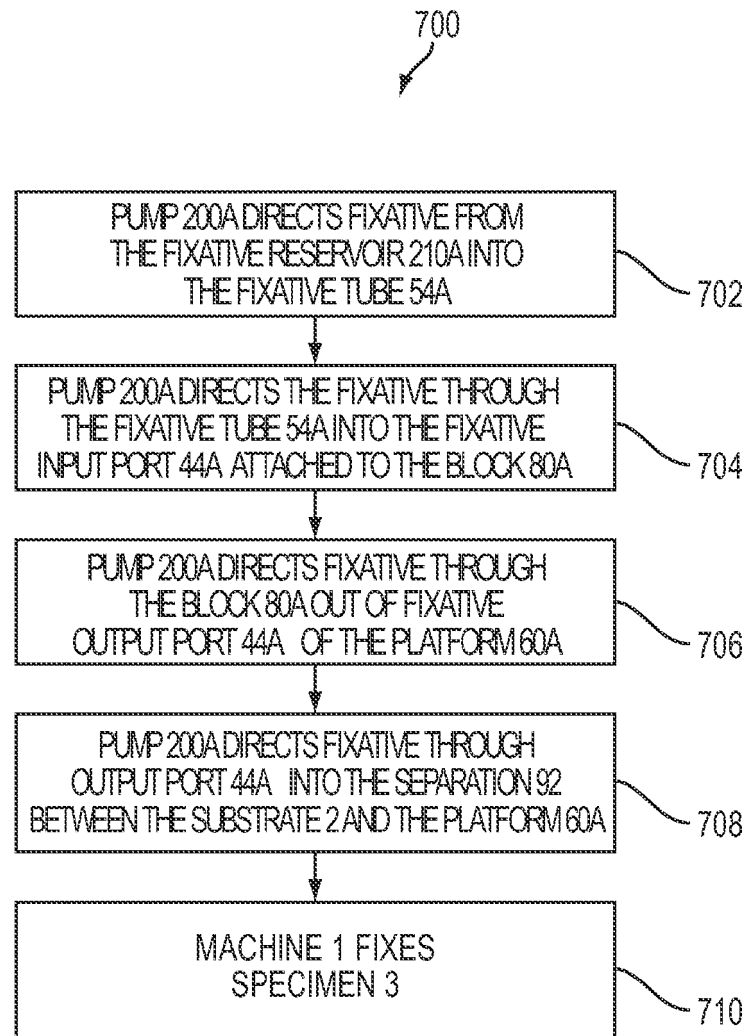 700
PUMP 200A DIRECTS FIXATIVE FROM
THE FIXATIVE RESERVOIR 210A INTO
THE FIXATIVE TUBE 54A
702
PUMP 200A DIRECTS THE FIXATIVE THROUGH
THE FIXATIVE TUBE 54A INTO THE FIXATIVE
INPUT PORT 44A ATTACHED TO THE BLOCK 80A
704
PUMP 200A DIRECTS FIXATIVE THROUGH
THE BLOCK 80A OUT OF FIXATIVE
OUTPUT PORT 44A OF THE PLATFORM 60A
706
PUMP 200A DIRECTS FIXATIVE THROUGH
OUTPUT PORT 44A INTO THE SEPARATION 92
BETWEEN THE SUBSTRATE 2 AND THE PLATFORM 60A
708
MACHINE 1 FIXES
SPECIMEN 3
710